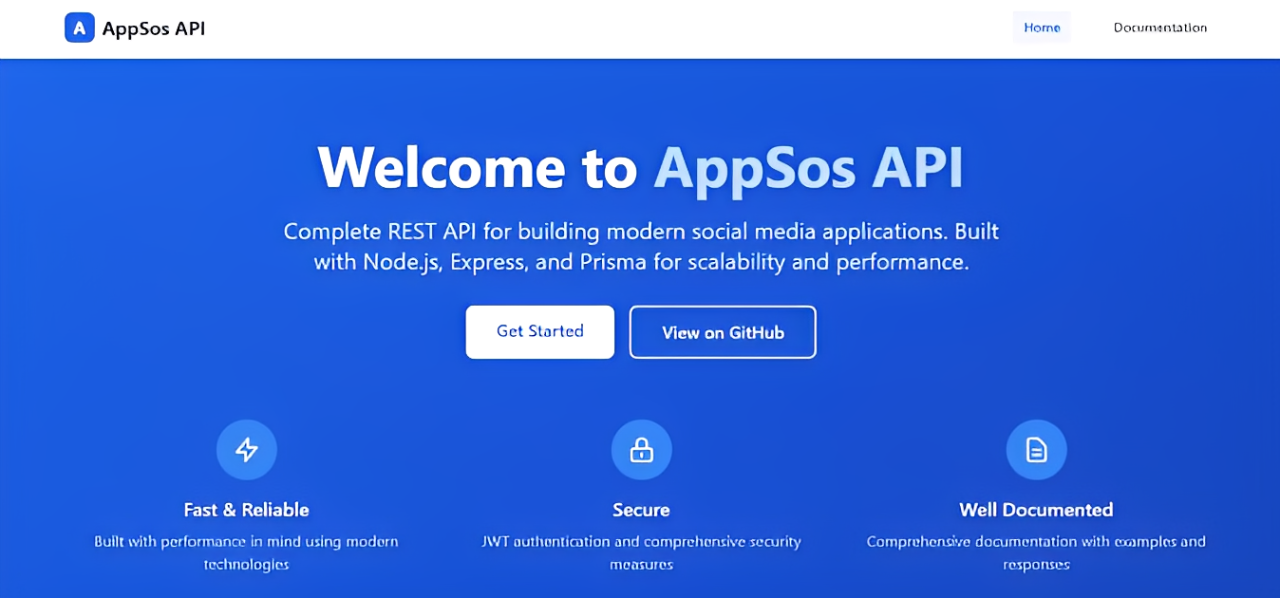 A AppSos API
Home Documentation
Welcome to AppSos API
Complete REST API for building modern social media applications. Built
with Node.js, Express, and Prisma for scalability and performance.
Get Started
View on GitHub
Fast & Reliable
Built with performance in mind using modern
technologies
Secure
JWT authentication and comprehensive security
measures
Well Documented
Comprehensive documentation with examples and
responses